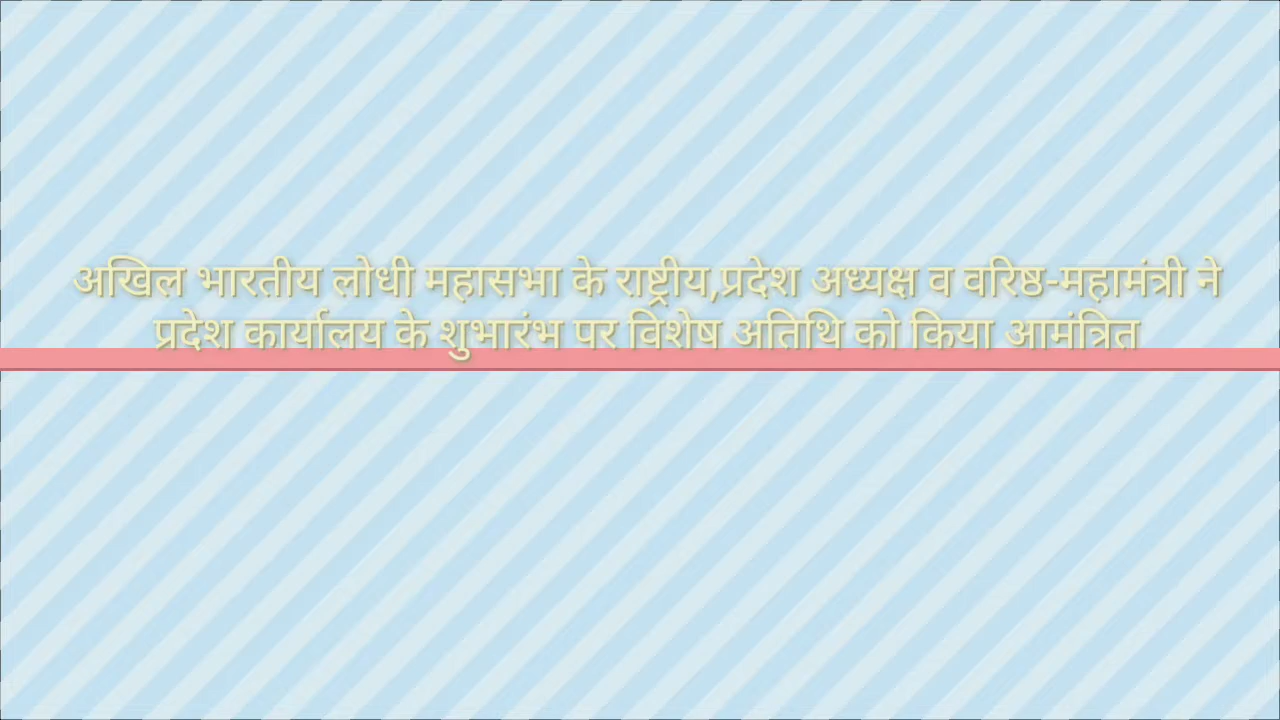 अखिल भारतीय लोधी महासभा के राष्ट्रीय,प्रदेश अध्यक्ष व वरिष्ठ-महामंत्री ने
प्रदेश कार्यालय के शुभारंभ पर विशेष अतिथि को किया आमंत्रित